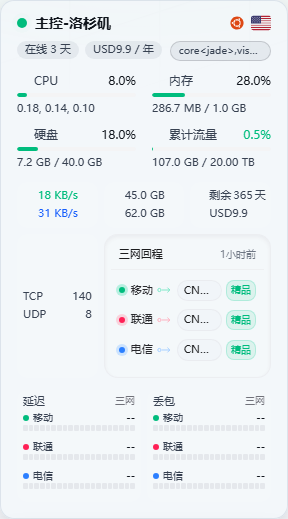 主控-洛杉矶
在线 3 天 USD9.9 / 年 core<jade>,vis...
CPU 8.0% 内存 28.0%
0.18, 0.14, 0.10 286.7 MB / 1.0 GB
硬盘 18.0% 累计流量 0.5%
7.2 GB / 40.0 GB 107.0 GB / 20.00 TB
18 KB/s 45.0 GB 剩余 365 天
31 KB/s 62.0 GB USD9.9
三网回程 1小时前
TCP 140
UDP 8
移动 CN... 精品
联通 CN... 精品
电信 CN... 精品
延迟 三网 丢包 三网
移动 -- 移动 --
联通 -- 联通 --
电信 -- 电信 --